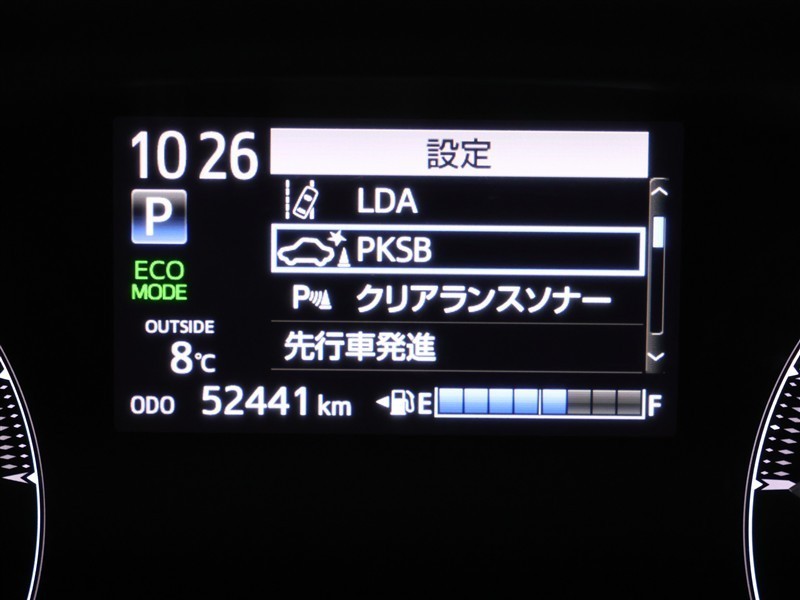 10 26
設定
P
LDA
PKSB
ECO
MODE
P クリアランスソナー
OUTSIDE
8℃
先行車発進
ODO 52441 km E F